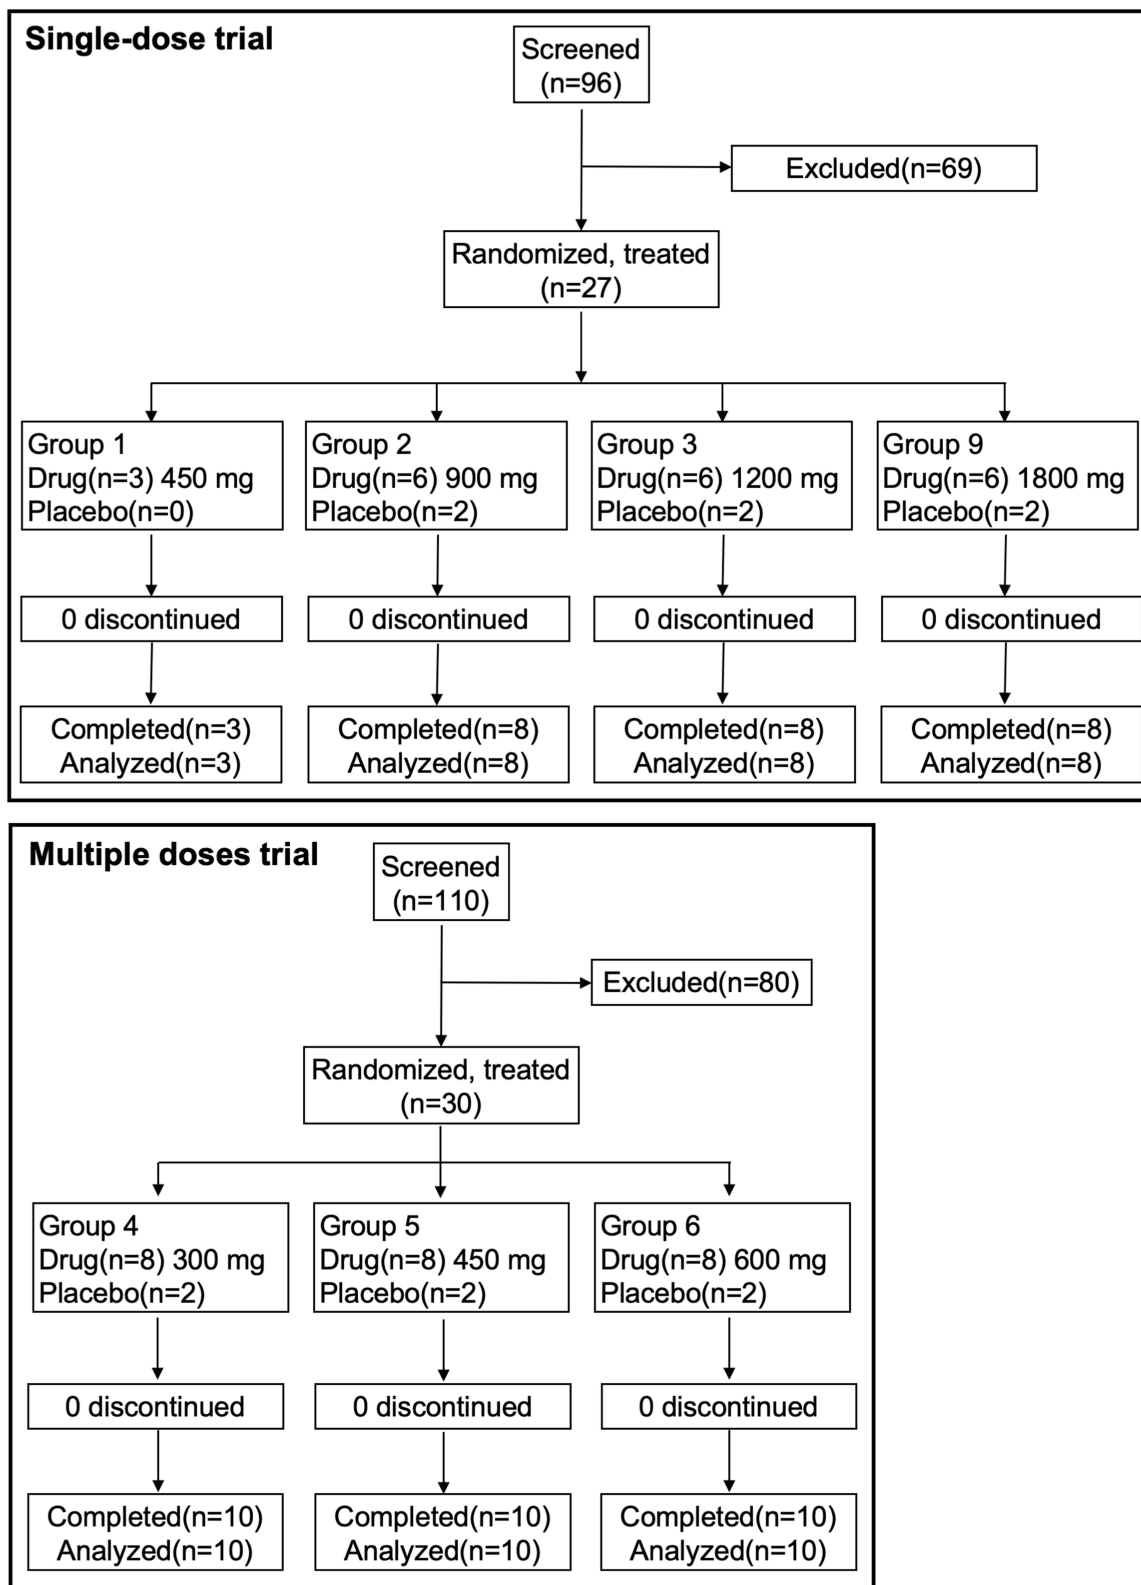 Single-dose trial
Screened
(n=96)
Excluded(n=69)
Randomized, treated
(n=27)
Group 1
Drug(n=3) 450 mg
Placebo(n=0)
Group 2
Drug(n=6) 900 mg
Placebo(n=2)
Group 3
Drug(n=6) 1200 mg
Placebo(n=2)
Group 9
Drug(n=6) 1800 mg
Placebo(n=2)
0 discontinued
0 discontinued
0 discontinued
0 discontinued
Completed(n=3)
Analyzed(n=3)
Completed(n=8)
Analyzed(n=8)
Completed(n=8)
Analyzed(n=8)
Completed(n=8)
Analyzed(n=8)
Multiple doses trial
Screened
(n=110)
Excluded(n=80)
Randomized, treated
(n=30)
Group 4
Drug(n=8) 300 mg
Placebo(n=2)
Group 5
Drug(n=8) 450 mg
Placebo(n=2)
Group 6
Drug(n=8) 600 mg
Placebo(n=2)
0 discontinued
0 discontinued
0 discontinued
Completed(n=10)
Analyzed(n=10)
Completed(n=10)
Analyzed(n=10)
Completed(n=10)
Analyzed(n=10)